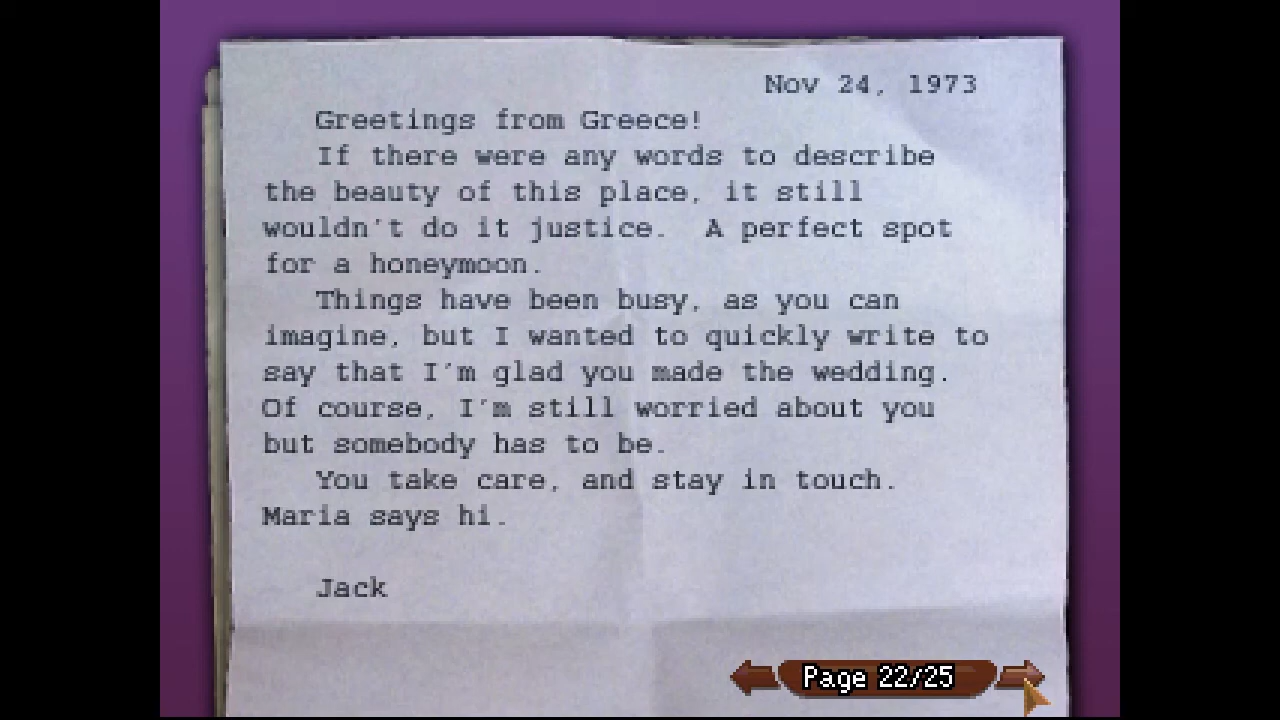 Nov 24, 1973
Greetings from Greece!
If there were any words to describe
the beauty of this place, it still
wouldn't do it justice.  A perfect spot
for a honeymoon.
Things have been busy, as you can
imagine, but I wanted to quickly write to
say that I'm glad you made the wedding.
Of course, I'm still worried about you
but somebody has to be.
You take care, and stay in touch.
Maria says hi.
Jack
Page 22/25